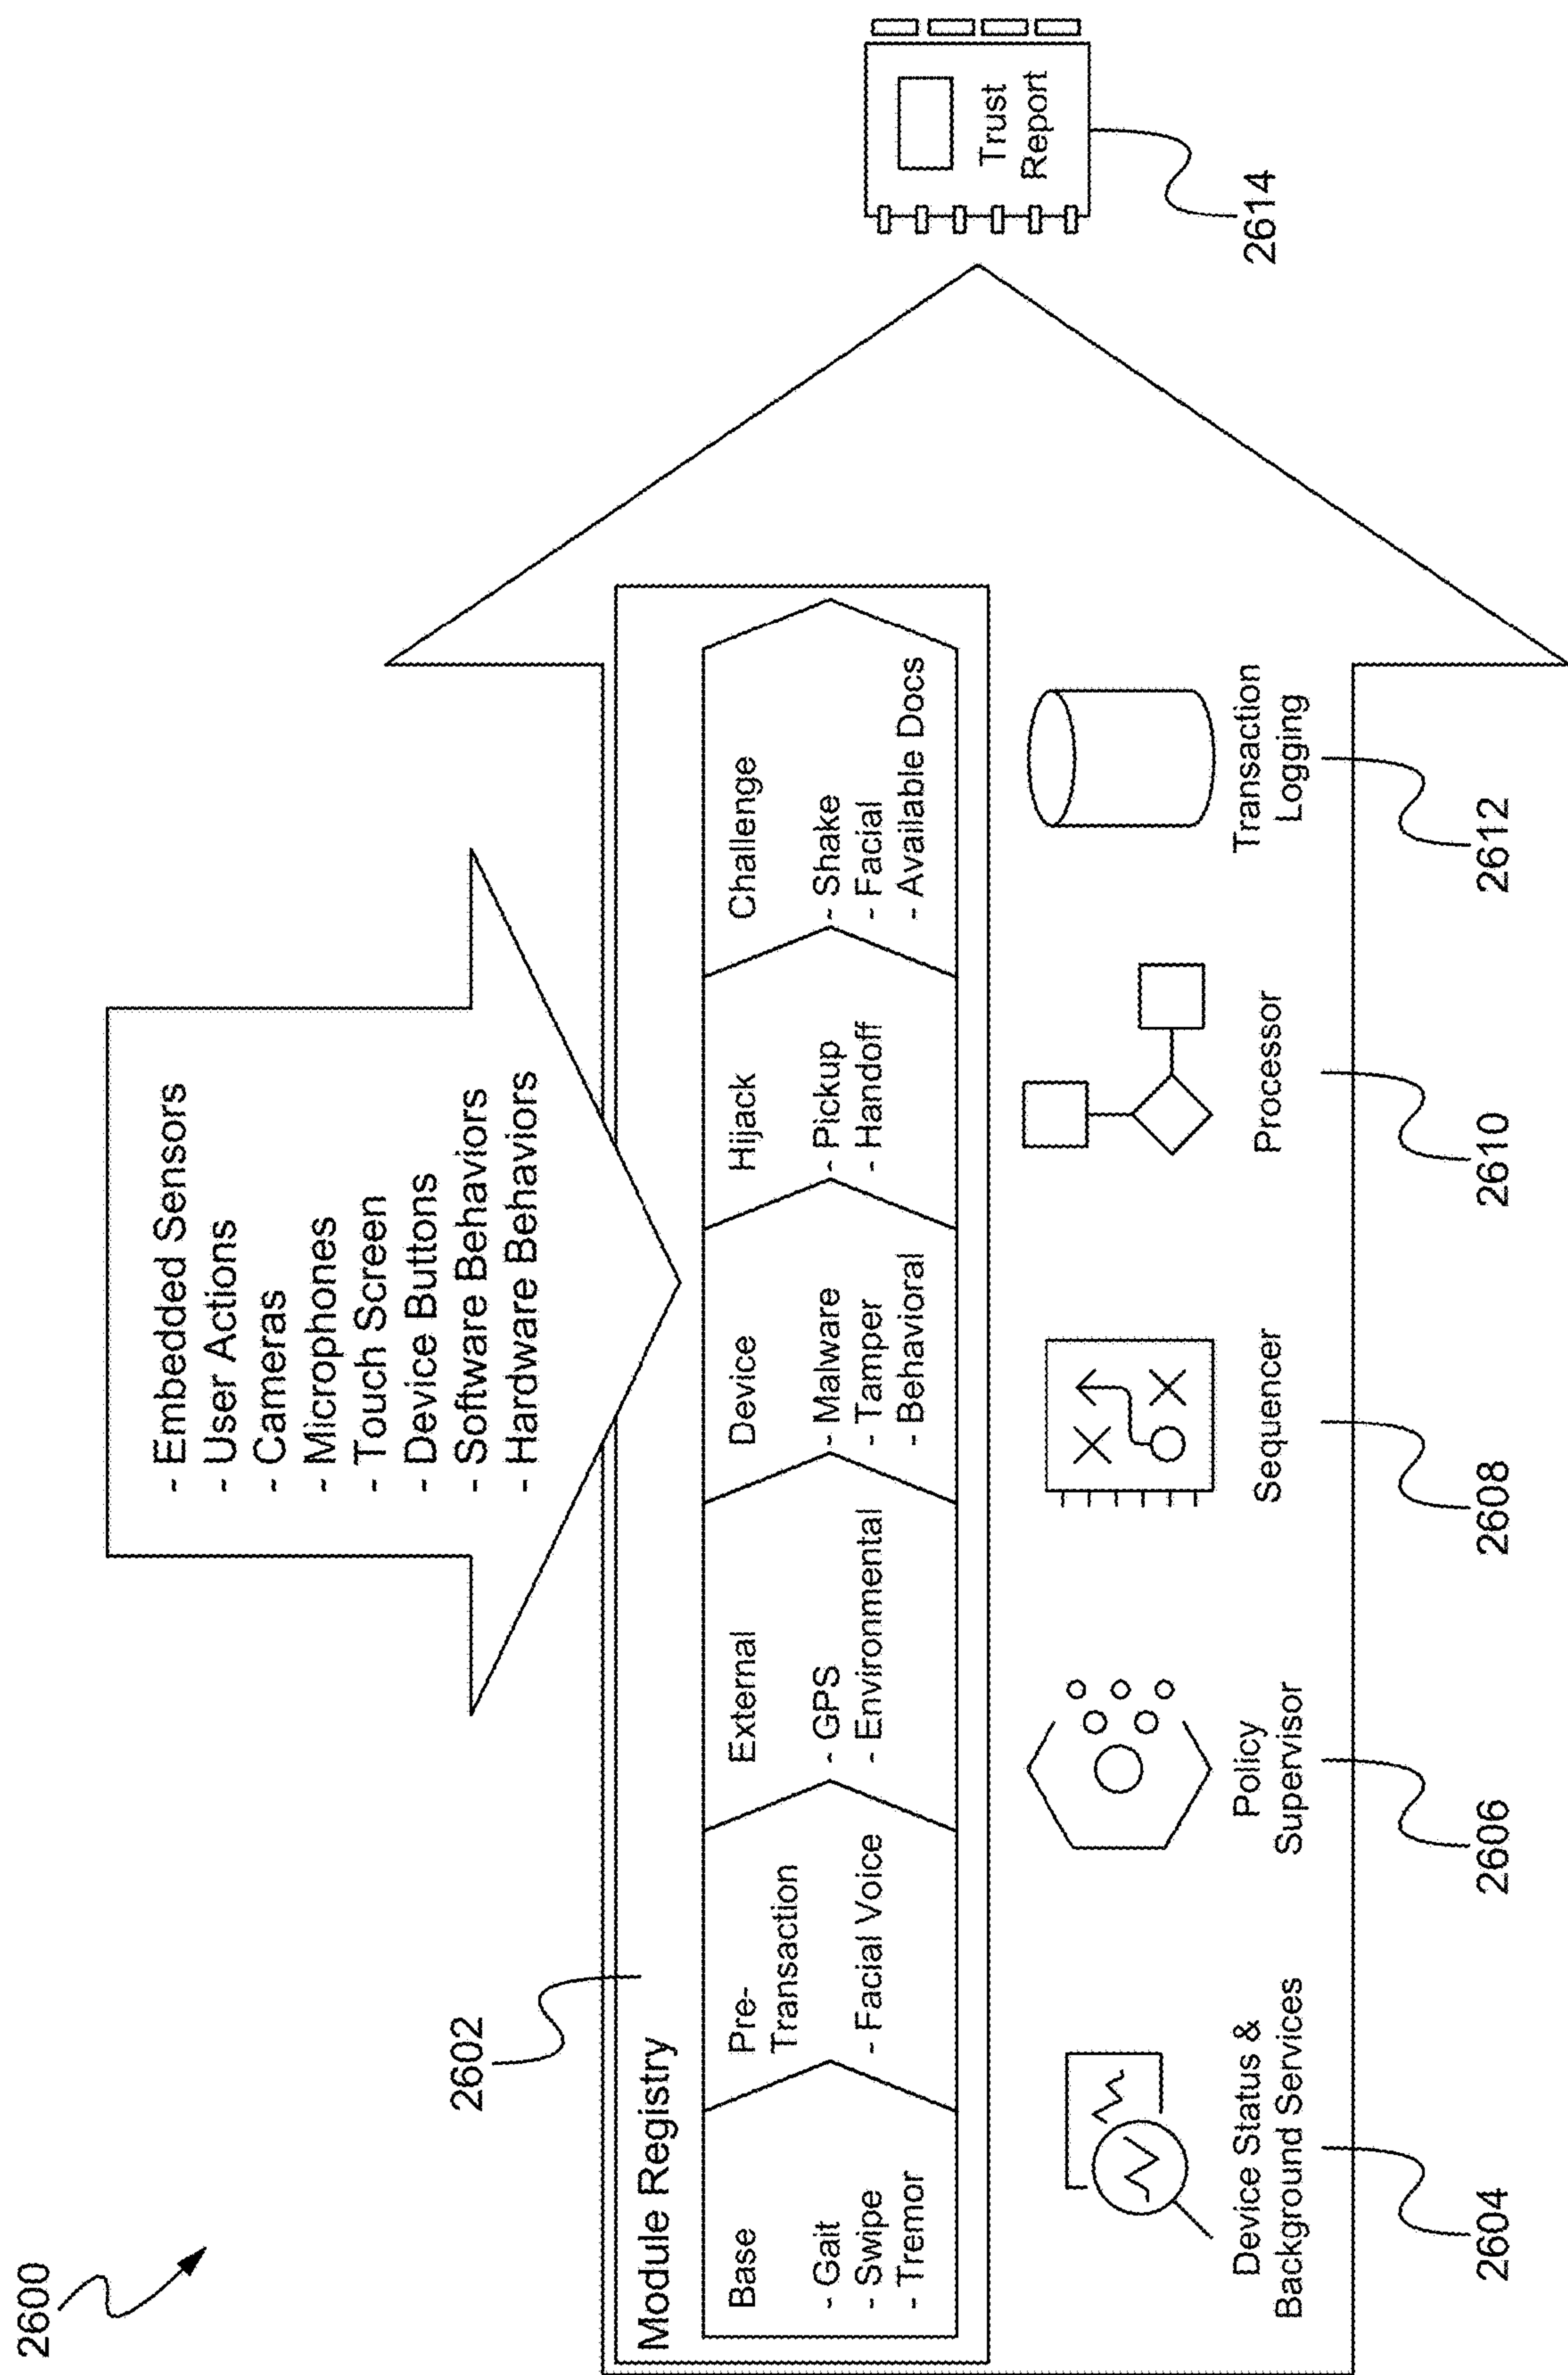 2600
- Embedded Sensors
- User Actions
- Cameras
- Microphones
- Touch Screen
- Device Buttons
- Software Behaviors
- Hardware Behaviors
2602
Module Registry
Base
- Gait
- Swipe
- Tremor
Pre-
Transaction
- Facial Voice
External
- GPS
- Environmental
Device
- Malware
- Tamper
- Behavioral
Hijack
- Pickup
- Handoff
Challenge
- Shake
- Facial
- Available Docs
Device Status &
Background Services
2604
Policy
Supervisor
2606
Sequencer
2608
Processor
2610
Transaction
Logging
2612
Trust
Report
2614